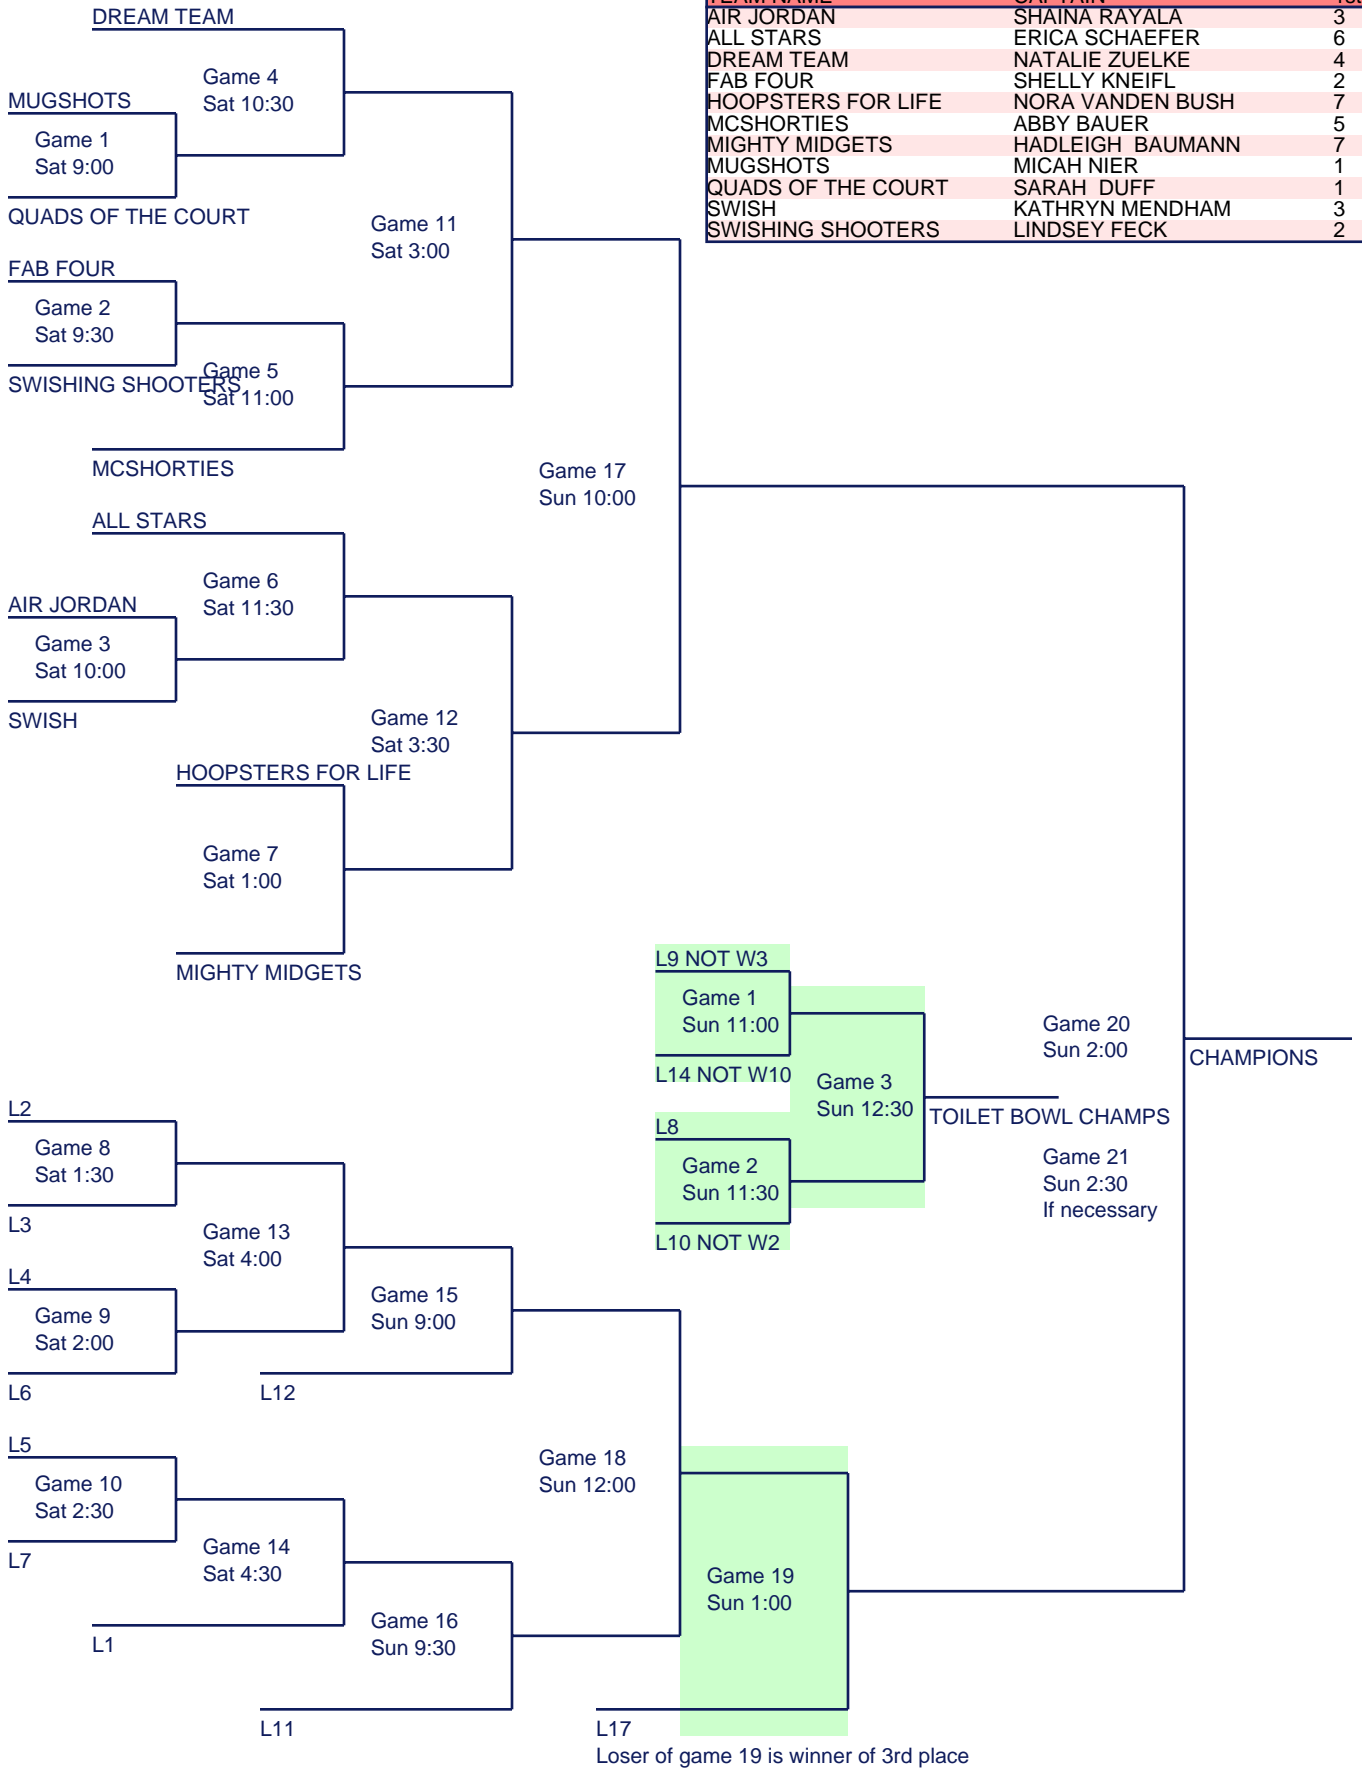 TEAM NAME CAPTAIN 1st
AIR JORDAN SHAINA RAYALA 3
ALL STARS ERICA SCHAEFER 6
DREAM TEAM NATALIE ZUELKE 4
FAB FOUR SHELLY KNEIFL 2
HOOPSTERS FOR LIFE NORA VANDEN BUSH 7
MCSHORTIES ABBY BAUER 5
MIGHTY MIDGETS HADLEIGH BAUMANN 7
MUGSHOTS MICAH NIER 1
QUADS OF THE COURT SARAH DUFF 1
SWISH KATHRYN MENDHAM 3
SWISHING SHOOTERS LINDSEY FECK 2
DREAM TEAM
Game 4
Sat 10:30
MUGSHOTS
Game 1
Sat 9:00
QUADS OF THE COURT
Game 11
Sat 3:00
FAB FOUR
Game 2
Sat 9:30
SWISHING SHOOTERS
Game 5
Sat 11:00
MCSHORTIES
Game 17
Sun 10:00
ALL STARS
Game 6
Sat 11:30
AIR JORDAN
Game 3
Sat 10:00
SWISH
Game 12
Sat 3:30
HOOPSTERS FOR LIFE
Game 7
Sat 1:00
MIGHTY MIDGETS
L9 NOT W3
Game 1
Sun 11:00
L14 NOT W10
Game 3
Sun 12:30
TOILET BOWL CHAMPS
L8
Game 2
Sun 11:30
L10 NOT W2
Game 20
Sun 2:00
CHAMPIONS
Game 21
Sun 2:30
If necessary
L2
Game 8
Sat 1:30
L3
Game 13
Sat 4:00
L4
Game 9
Sat 2:00
L6
Game 15
Sun 9:00
L12
L5
Game 10
Sat 2:30
L7
Game 14
Sat 4:30
L1
Game 16
Sun 9:30
L11
Game 18
Sun 12:00
Game 19
Sun 1:00
L17
Loser of game 19 is winner of 3rd place